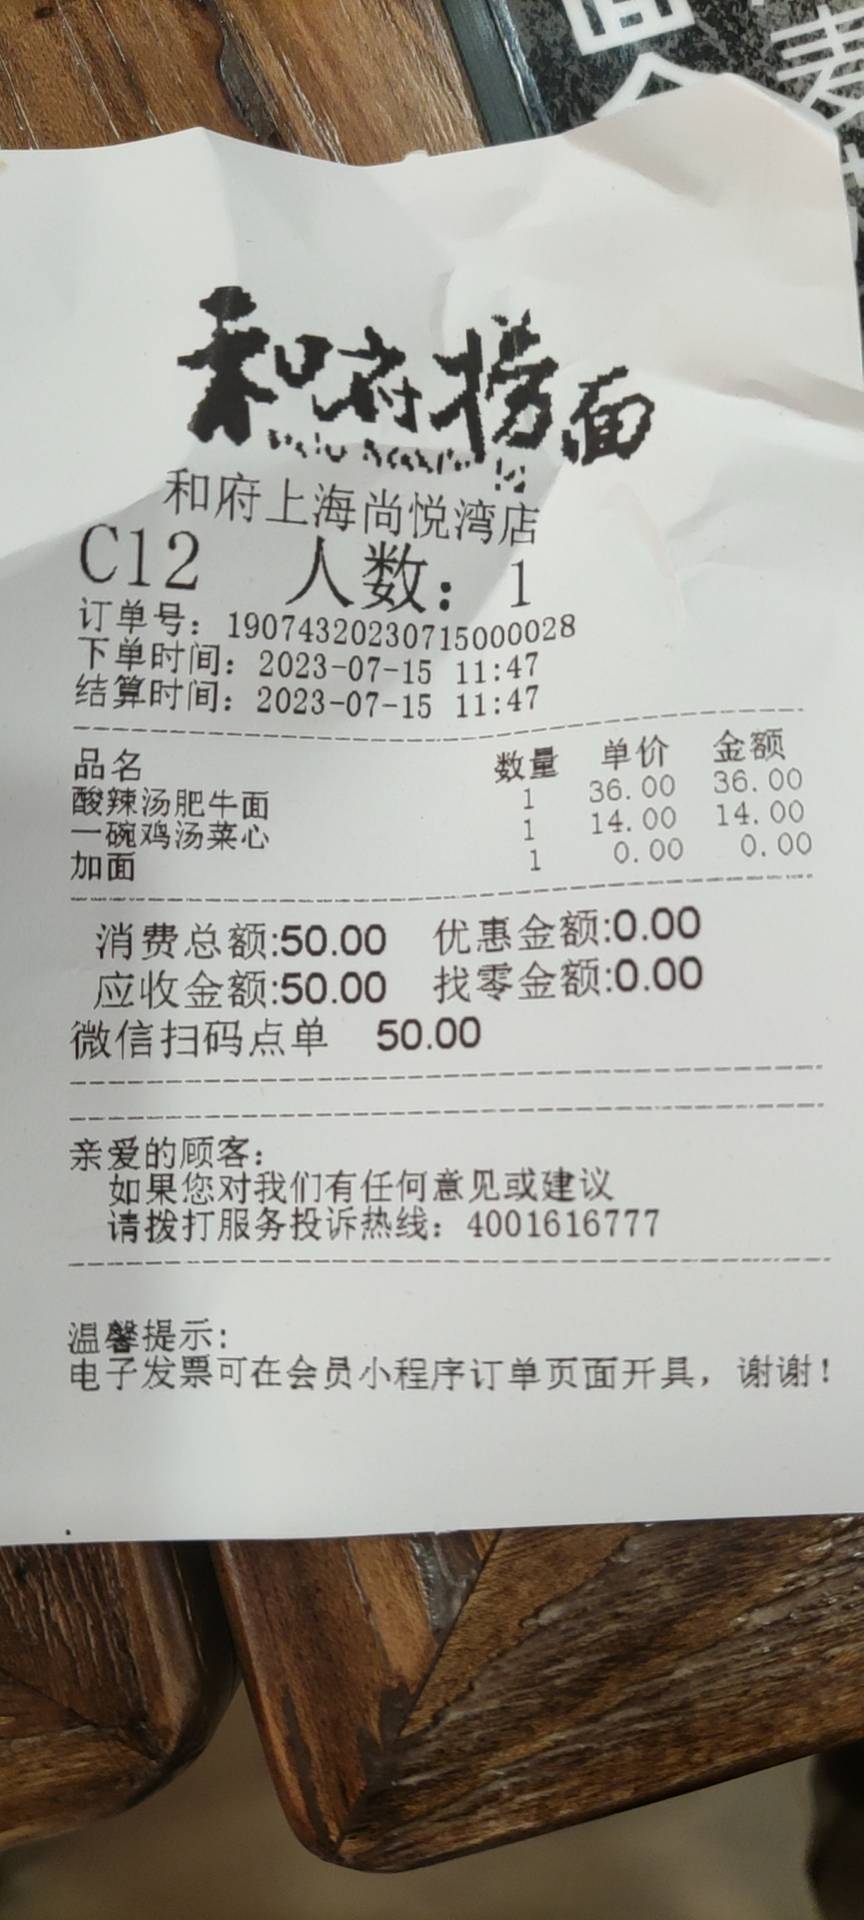 面 麦
和府捞面
和府上海尚悦湾店
C12 人数：1
订单号：19074320230715000028
下单时间：2023-07-15 11:47
结算时间：2023-07-15 11:47
品名 数量 单价 金额
酸辣汤肥牛面 1 36.00 36.00
一碗鸡汤菜心 1 14.00 14.00
加面 1 0.00 0.00
消费总额:50.00 优惠金额:0.00
应收金额:50.00 找零金额:0.00
微信扫码点单 50.00
亲爱的顾客：
如果您对我们有任何意见或建议
请拨打服务投诉热线：4001616777
温馨提示：
电子发票可在会员小程序订单页面开具，谢谢！